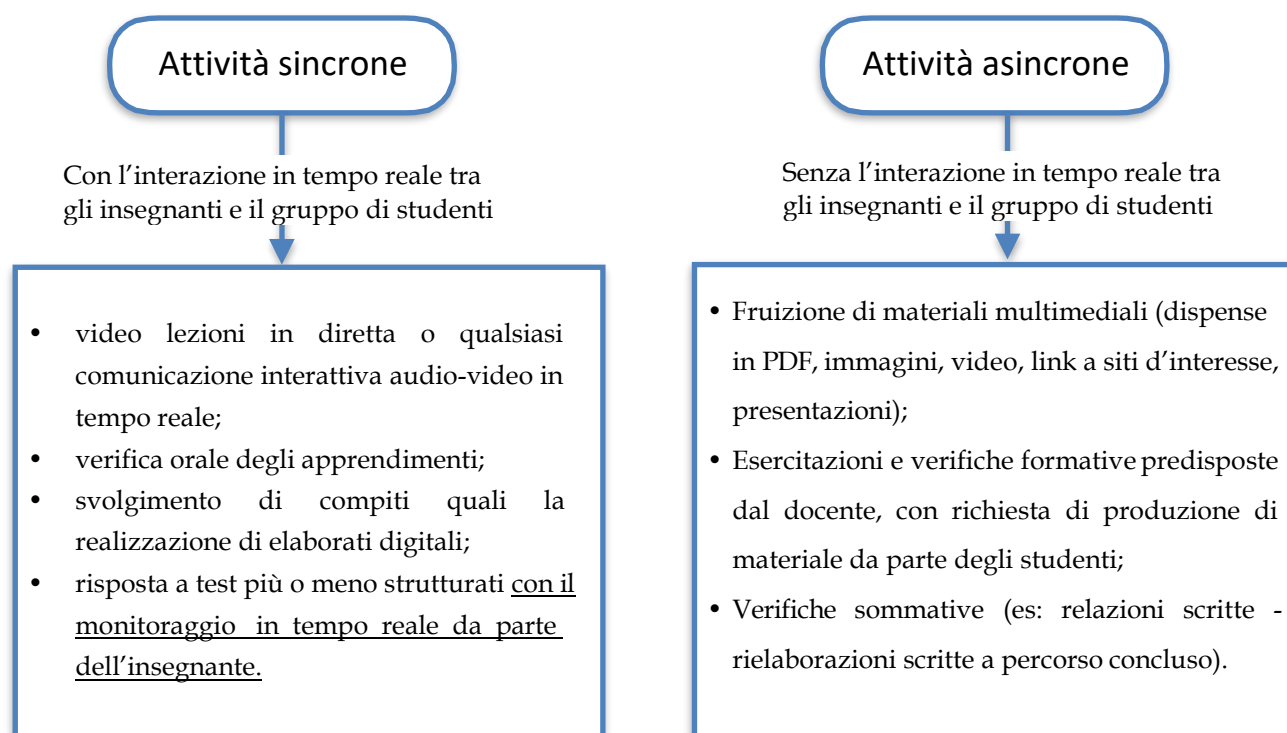 Attività sincrone
Con l’interazione in tempo reale tra
gli insegnanti e il gruppo di studenti
• video lezioni in diretta o qualsiasi
comunicazione interattiva audio-video in
tempo reale;
• verifica orale degli apprendimenti;
• svolgimento di compiti quali la
realizzazione di elaborati digitali;
• risposta a test più o meno strutturati con il
monitoraggio in tempo reale da parte
dell’insegnante.
Attività asincrone
Senza l’interazione in tempo reale tra
gli insegnanti e il gruppo di studenti
• Fruizione di materiali multimediali (dispense
in PDF, immagini, video, link a siti d’interesse,
presentazioni);
• Esercitazioni e verifiche formative predisposte
dal docente, con richiesta di produzione di
materiale da parte degli studenti;
• Verifiche sommative (es: relazioni scritte -
rielaborazioni scritte a percorso concluso).